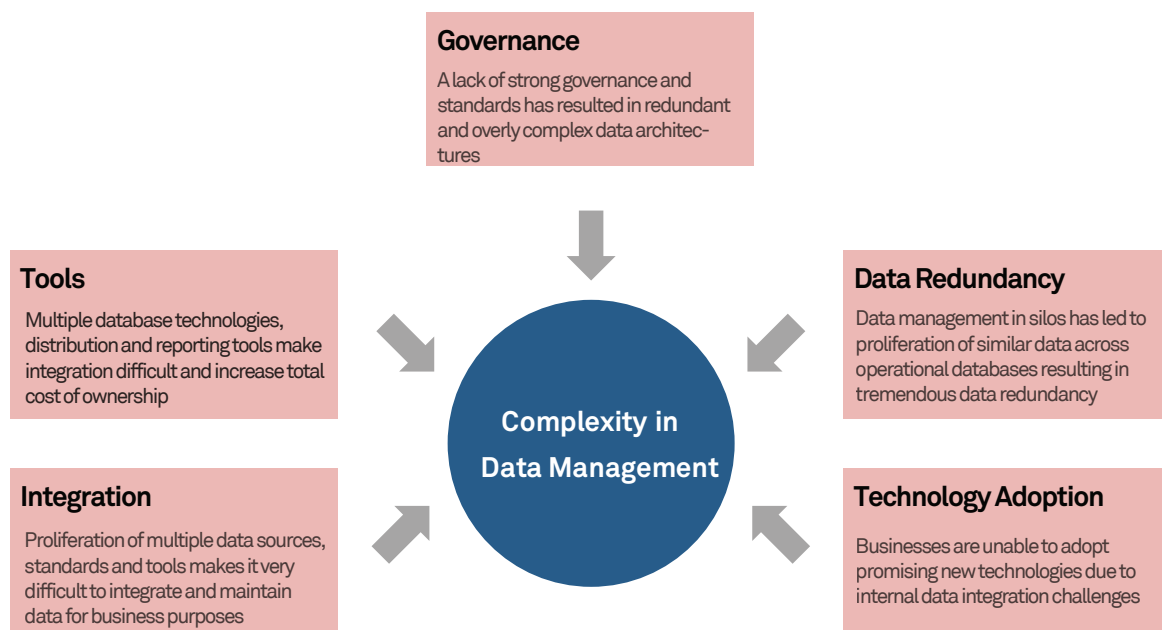 Governance
A lack of strong governance and
standards has resulted in redundant
and overly complex data architec-
tures
Tools
Multiple database technologies,
distribution and reporting tools make
integration difficult and increase total
cost of ownership
Data Redundancy
Data management in silos has led to
proliferation of similar data across
operational databases resulting in
tremendous data redundancy
Complexity in
Data Management
Integration
Proliferation of multiple data sources,
standards and tools makes it very
difficult to integrate and maintain
data for business purposes
Technology Adoption
Businesses are unable to adopt
promising new technologies due to
internal data integration challenges